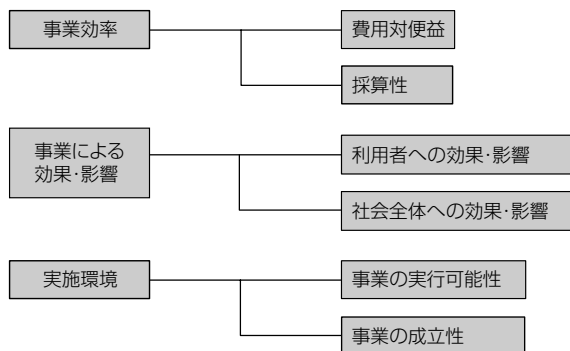 事業効率
費用対便益
採算性
事業による
効果・影響
利用者への効果・影響
社会全体への効果・影響
実施環境
事業の実行可能性
事業の成立性